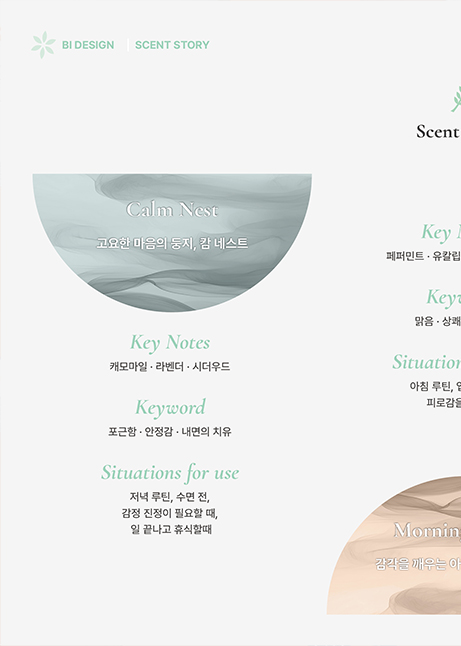 BI DESIGN | SCENT STORY
Scent
Calm Nest
고요한 마음의 둥지, 캄 네스트
Key Notes
캐모마일 · 라벤더 · 시더우드
Keyword
포근함 · 안정감 · 내면의 치유
Situations for use
저녁 루틴, 수면 전,
감정 진정이 필요할 때,
일 끝나고 휴식할때
Key
페퍼민트 · 유칼립
맑음 · 상쾌
아침 루틴,
피로감을
감각을 깨우는